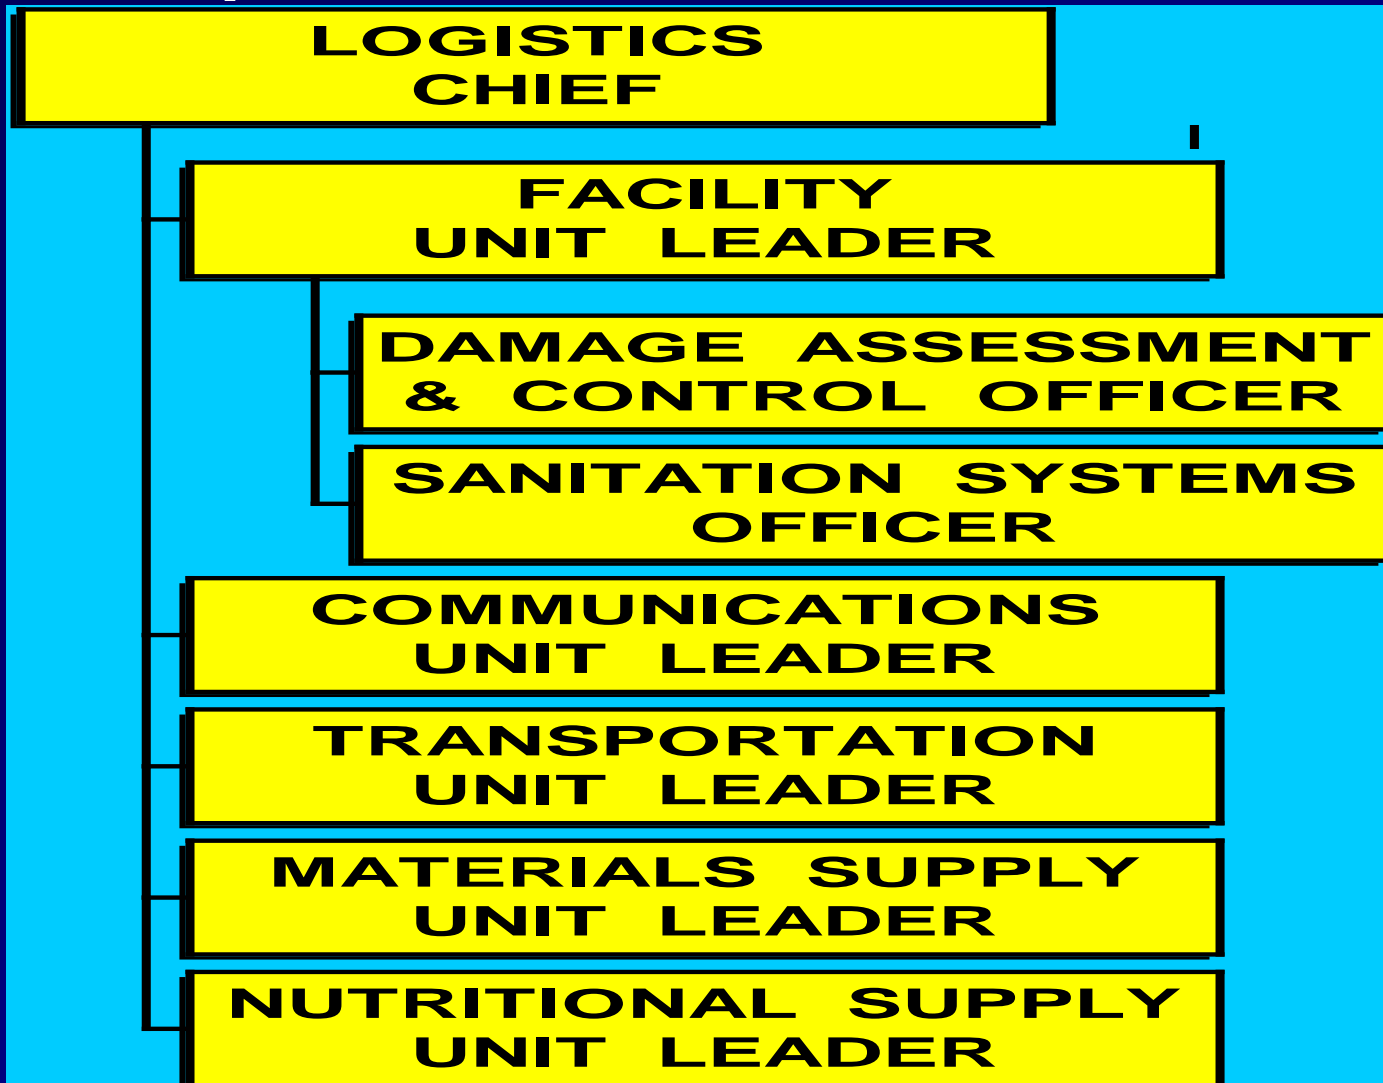 LOGISTICS
CHIEF
FACILITY
UNIT LEADER
DAMAGE ASSESSMENT
& CONTROL OFFICER
SANITATION SYSTEMS
OFFICER
COMMUNICATIONS
UNIT LEADER
TRANSPORTATION
UNIT LEADER
MATERIALS SUPPLY
UNIT LEADER
NUTRITIONAL SUPPLY
UNIT LEADER